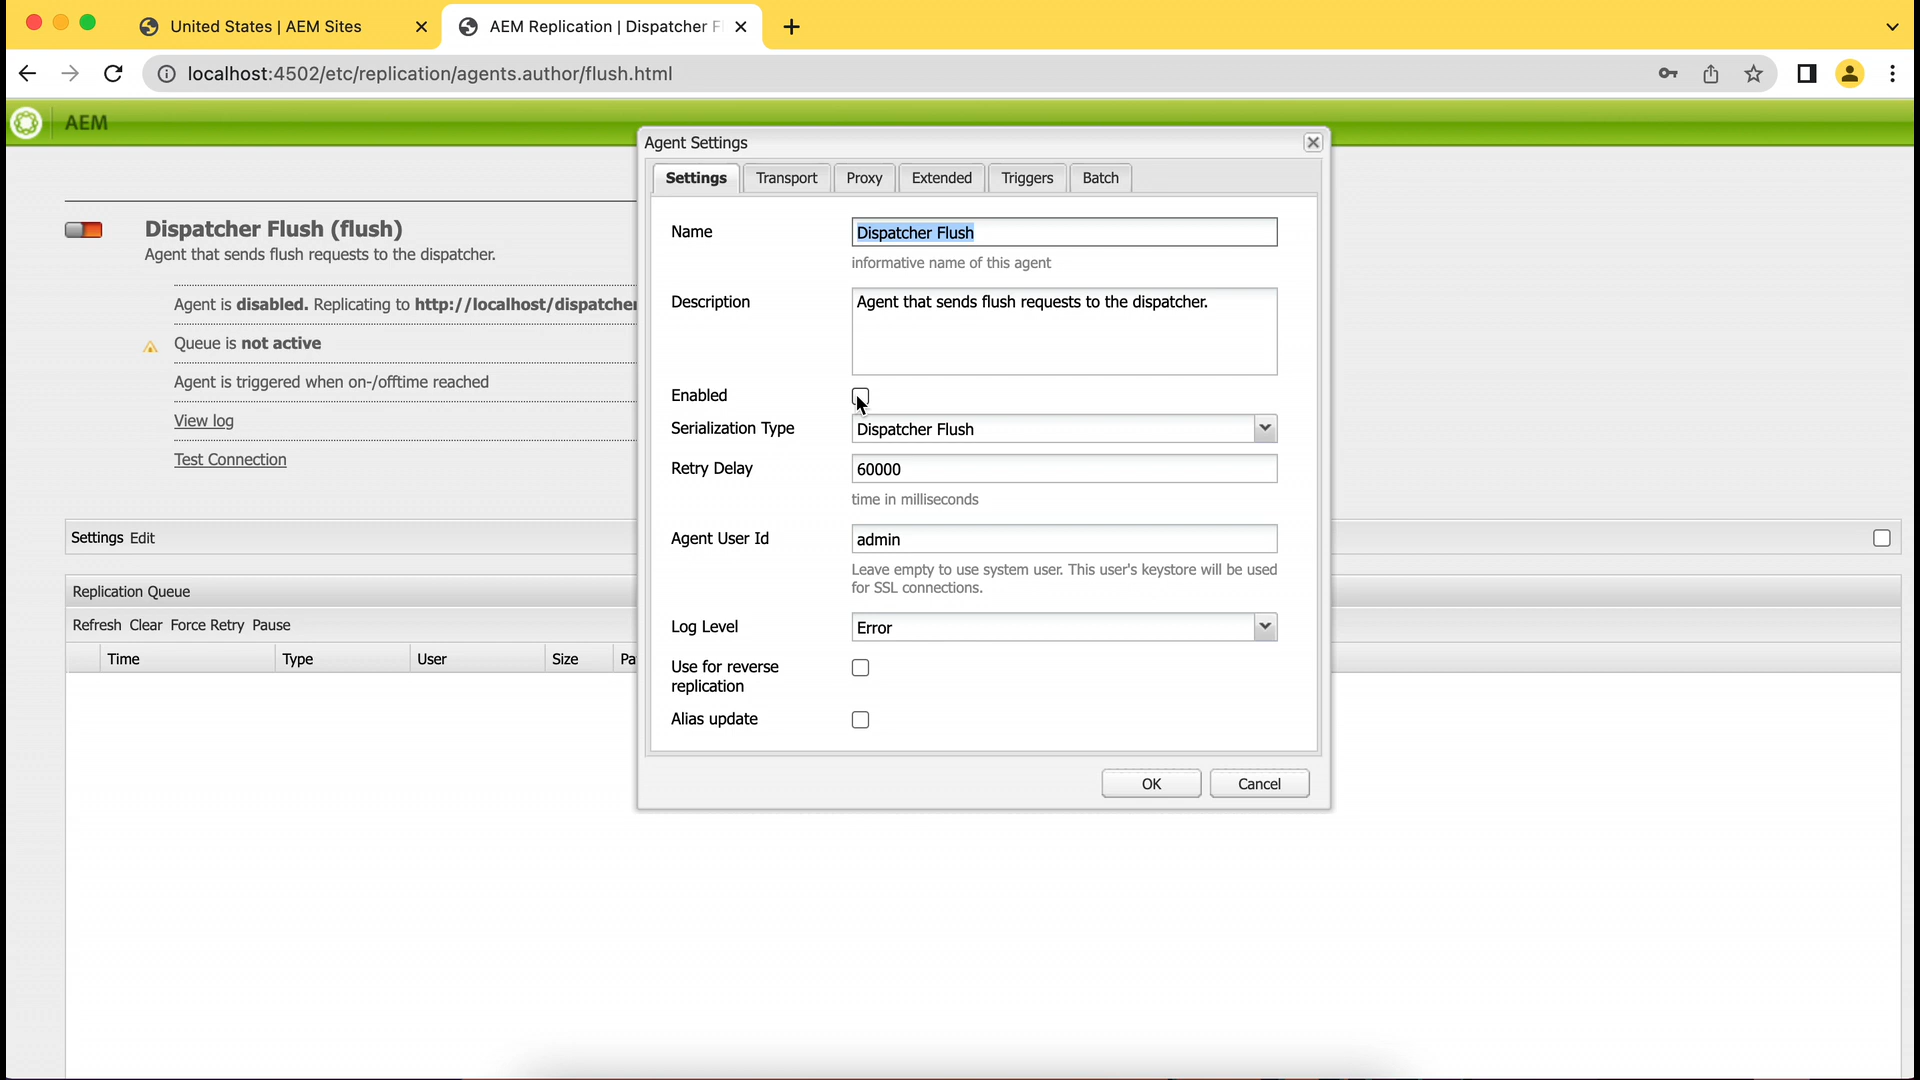 United States | AEM Sites
AEM Replication | Dispatcher F
localhost:4502/etc/replication/agents.author/flush.html
AEM
Dispatcher Flush (flush)
Agent that sends flush requests to the dispatcher.
Agent is disabled. Replicating to http://localhost/dispatcher
Queue is not active
Agent is triggered when on-/offtime reached
View log
Test Connection
Settings Edit
Replication Queue
Refresh Clear Force Retry Pause
Time Type User Size Pa
Agent Settings
Settings Transport Proxy Extended Triggers Batch
Name Dispatcher Flush
informative name of this agent
Description Agent that sends flush requests to the dispatcher.
Enabled
Serialization Type Dispatcher Flush
Retry Delay 60000
time in milliseconds
Agent User Id admin
Leave empty to use system user. This user's keystore will be used
for SSL connections.
Log Level Error
Use for reverse
replication
Alias update
OK Cancel